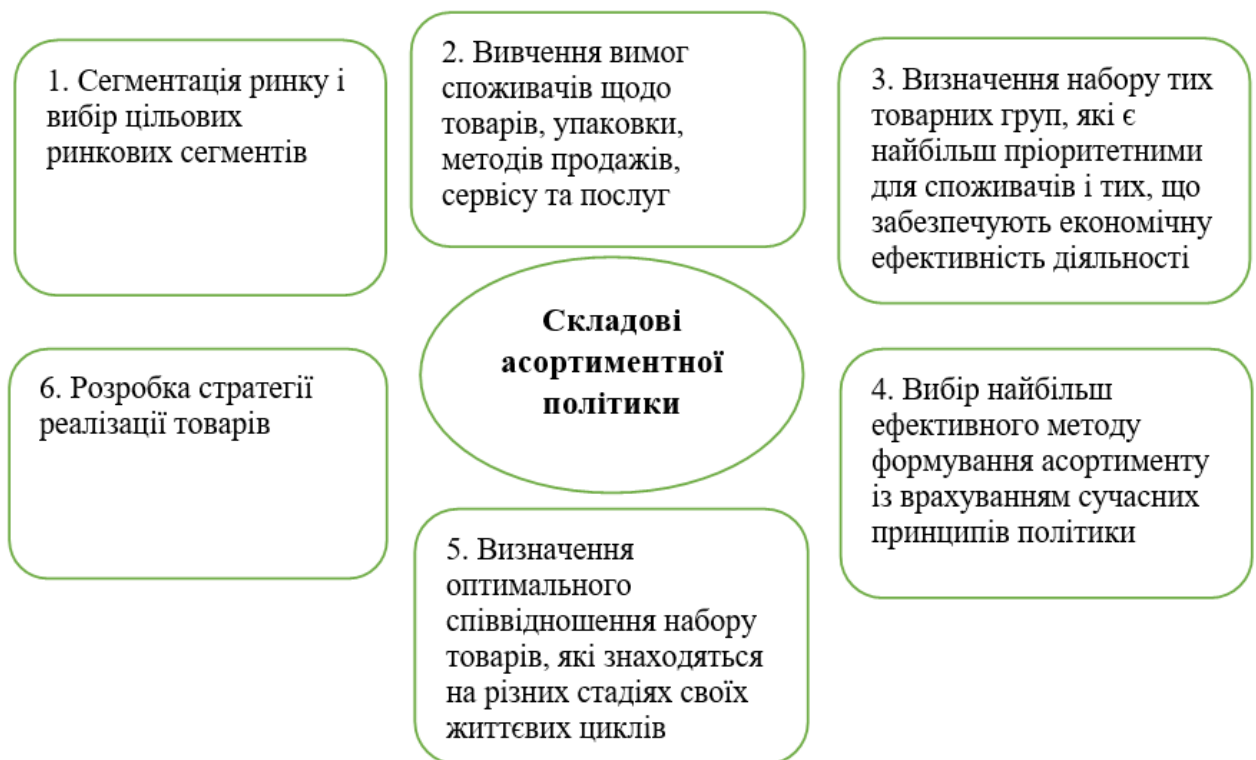 1. Сегментація ринку і
вибір цільових
ринкових сегментів
2. Вивчення вимог
споживачів щодо
товарів, упаковки,
методів продажів,
сервісу та послуг
3. Визначення набору тих
товарних груп, які є
найбільш пріоритетними
для споживачів і тих, що
забезпечують економічну
ефективність діяльності
Складові
асортиментної
політики
6. Розробка стратегії
реалізації товарів
4. Вибір найбільш
ефективного методу
формування асортименту
із врахуванням сучасних
принципів політики
5. Визначення
оптимального
співвідношення набору
товарів, які знаходяться
на різних стадіях своїх
життєвих циклів